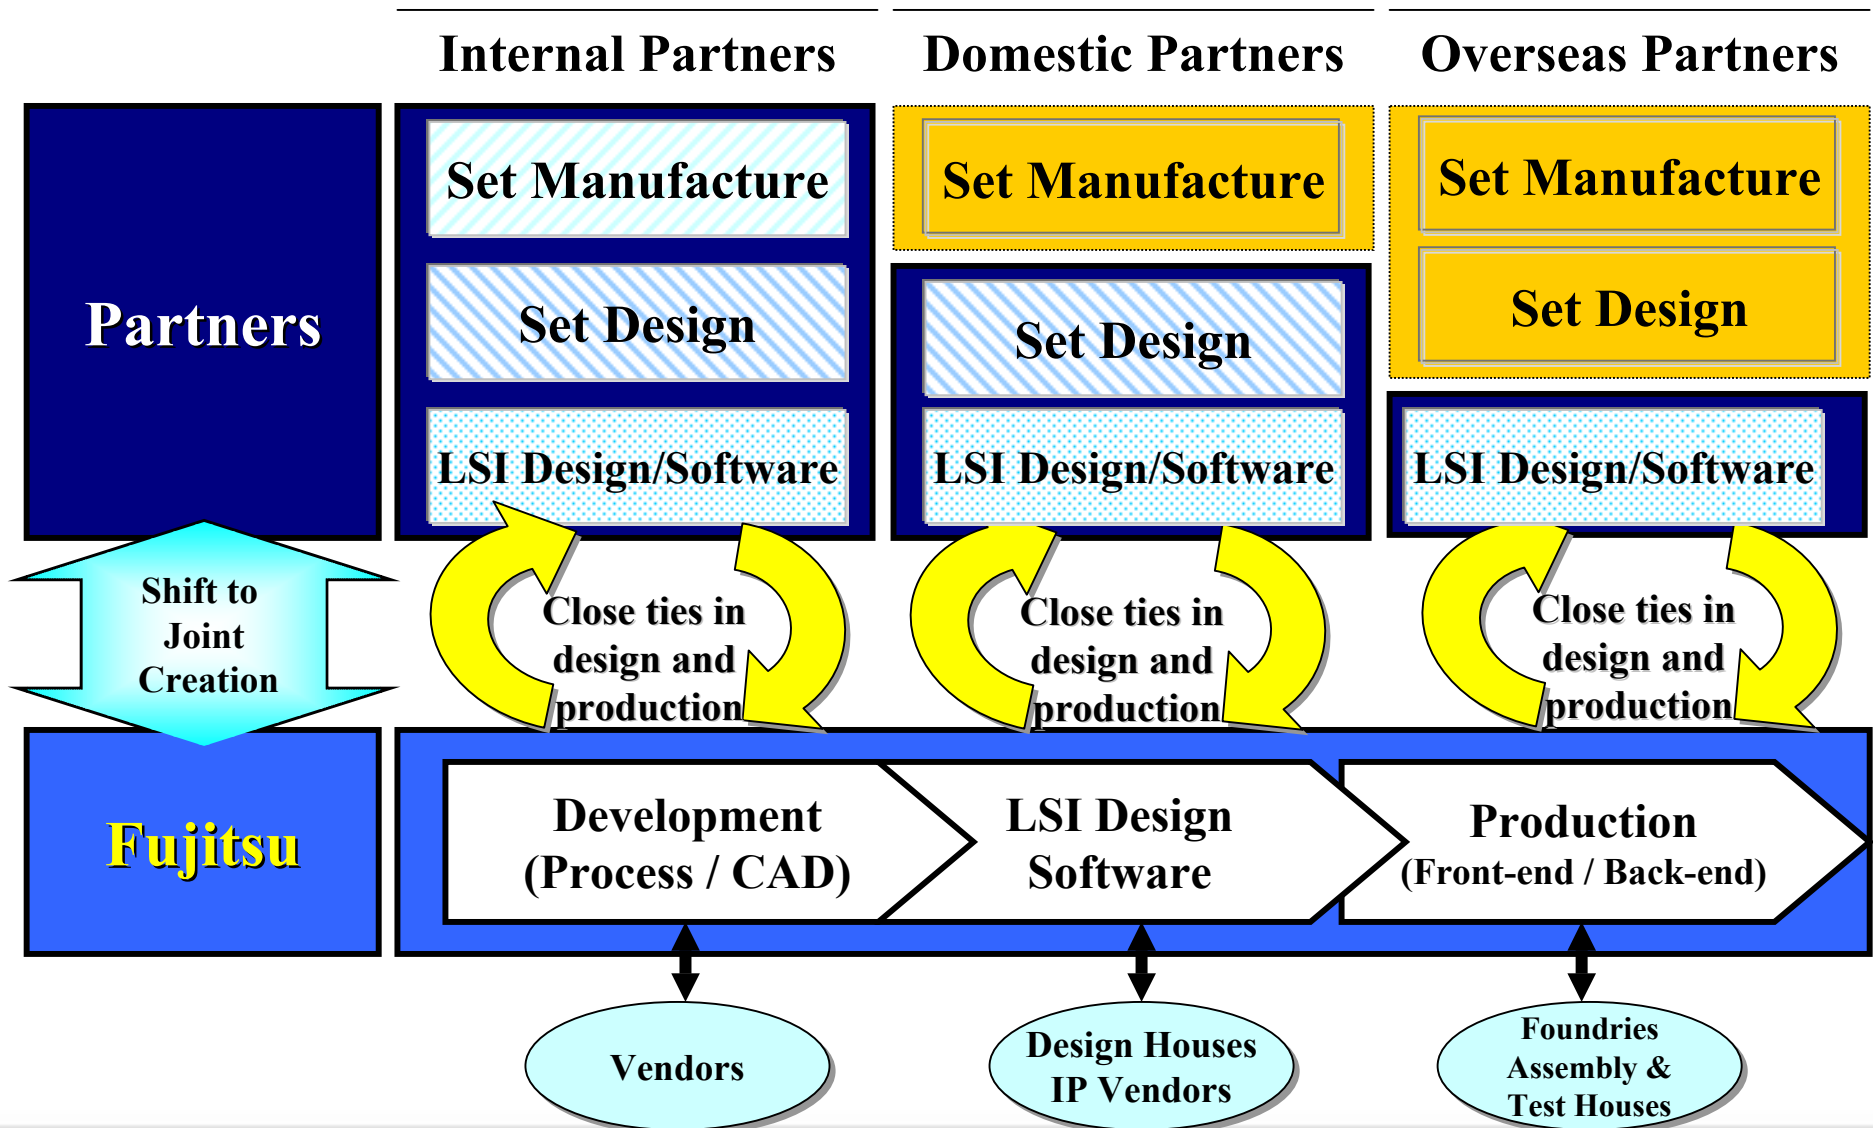 Internal Partners
Domestic Partners
Overseas Partners
Partners
Set Manufacture
Set Design
LSI Design/Software
Set Manufacture
Set Design
LSI Design/Software
Set Manufacture
Set Design
LSI Design/Software
Shift to
Joint
Creation
Close ties in
design and
production
Close ties in
design and
production
Close ties in
design and
production
Fujitsu
Development
(Process / CAD)
LSI Design
Software
Production
(Front-end / Back-end)
Vendors
Design Houses
IP Vendors
Foundries
Assembly &
Test Houses